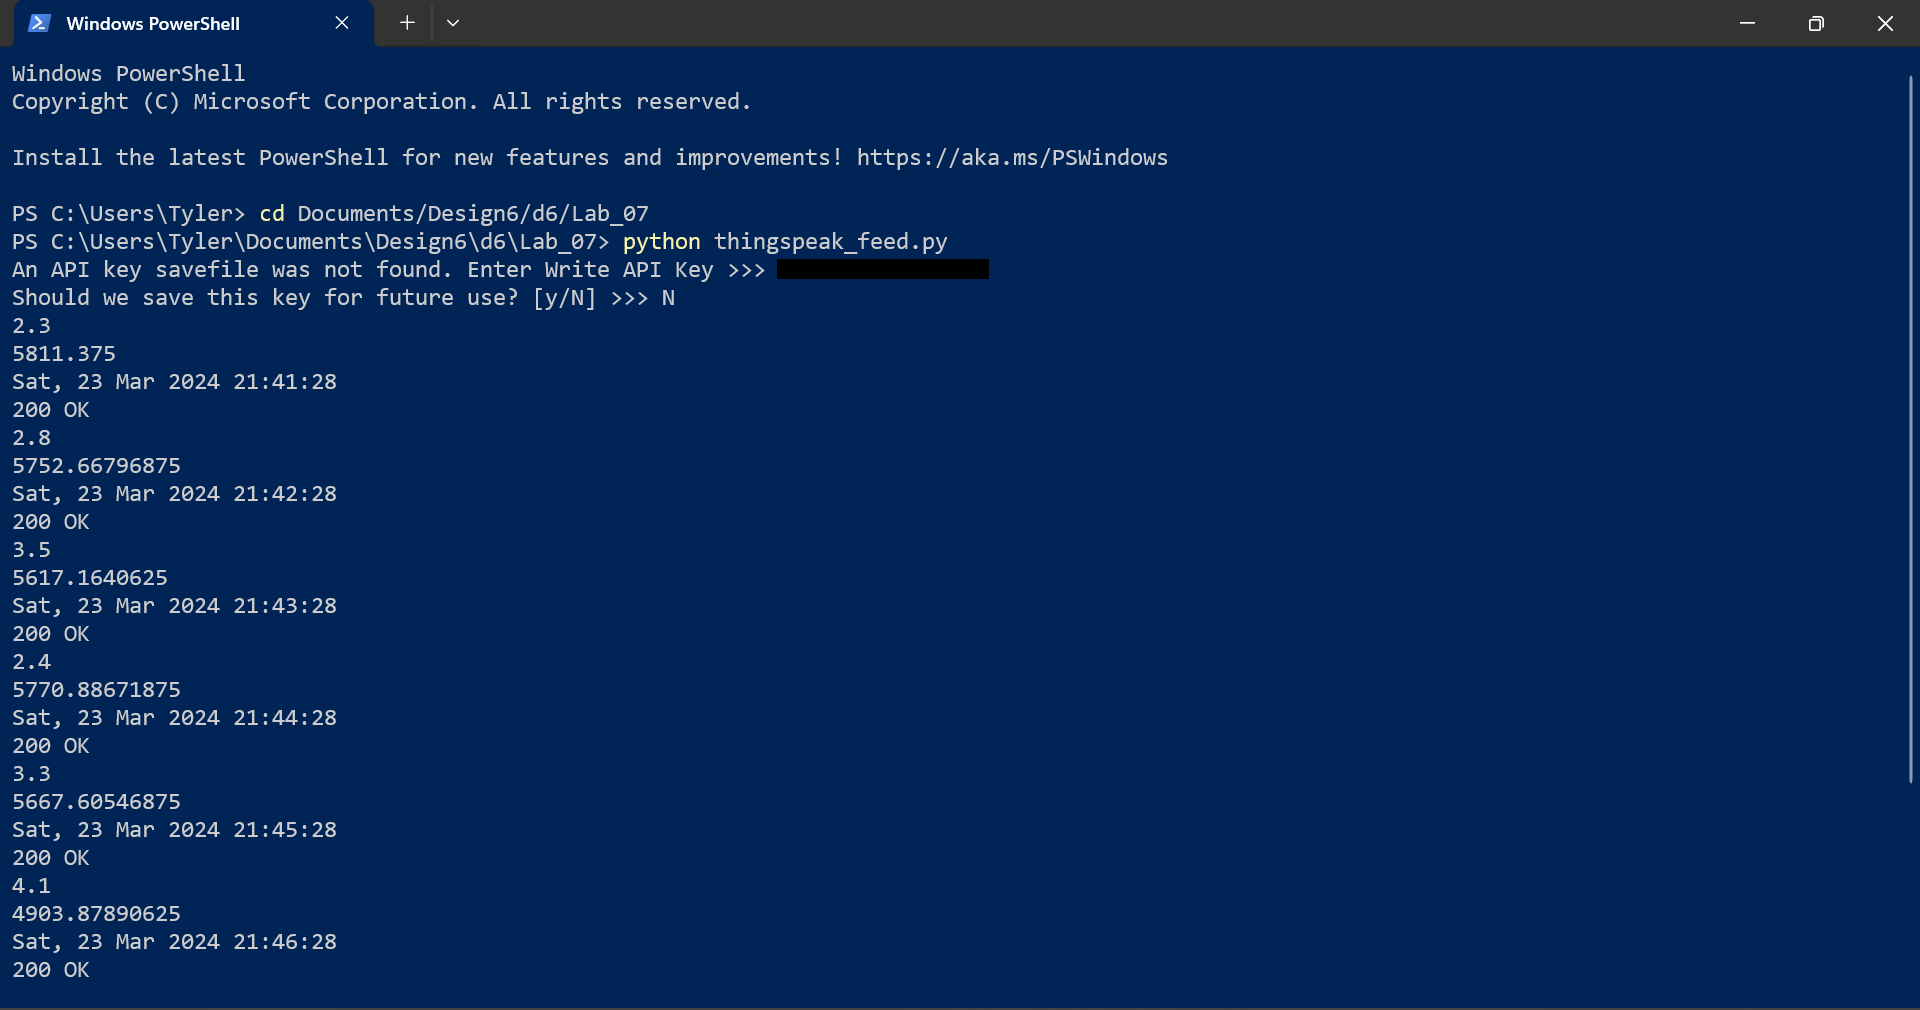 Windows PowerShell
Windows PowerShell
Copyright (C) Microsoft Corporation. All rights reserved.
Install the latest PowerShell for new features and improvements! https://aka.ms/PSWindows
PS C:\Users\Tyler> cd Documents/Design6/d6/Lab_07
PS C:\Users\Tyler\Documents\Design6\d6\Lab_07> python thingspeak_feed.py
An API key savefile was not found. Enter Write API Key >>>
Should we save this key for future use? [y/N] >>> N
2.3
5811.375
Sat, 23 Mar 2024 21:41:28
200 OK
2.8
5752.66796875
Sat, 23 Mar 2024 21:42:28
200 OK
3.5
5617.1640625
Sat, 23 Mar 2024 21:43:28
200 OK
2.4
5770.88671875
Sat, 23 Mar 2024 21:44:28
200 OK
3.3
5667.60546875
Sat, 23 Mar 2024 21:45:28
200 OK
4.1
4903.87890625
Sat, 23 Mar 2024 21:46:28
200 OK